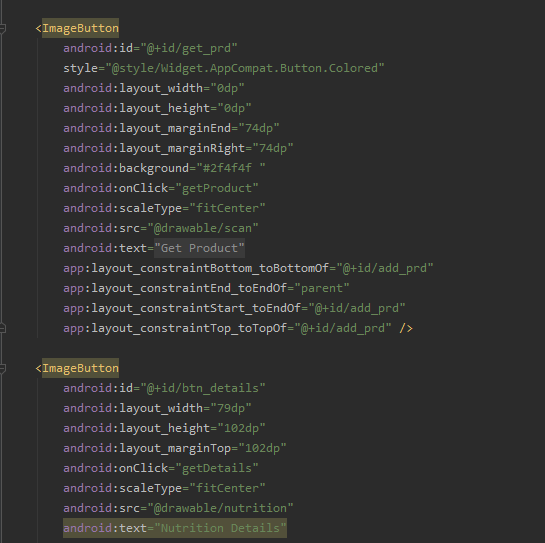 <ImageButton
android:id="@+id/get_prd"
style="@style/Widget.AppCompat.Button.Colored"
android:layout_width="0dp"
android:layout_height="0dp"
android:layout_marginEnd="74dp"
android:layout_marginRight="74dp"
android:background="#2f4f4f "
android:onClick="getProduct"
android:scaleType="fitCenter"
android:src="@drawable/scan"
android:text="Get Product"
app:layout_constraintBottom_toBottomOf="@+id/add_prd"
app:layout_constraintEnd_toEndOf="parent"
app:layout_constraintStart_toEndOf="@+id/add_prd"
app:layout_constraintTop_toTopOf="@+id/add_prd" />
<ImageButton
android:id="@+id/btn_details"
android:layout_width="79dp"
android:layout_height="102dp"
android:layout_marginTop="102dp"
android:onClick="getDetails"
android:scaleType="fitCenter"
android:src="@drawable/nutrition"
android:text="Nutrition Details"